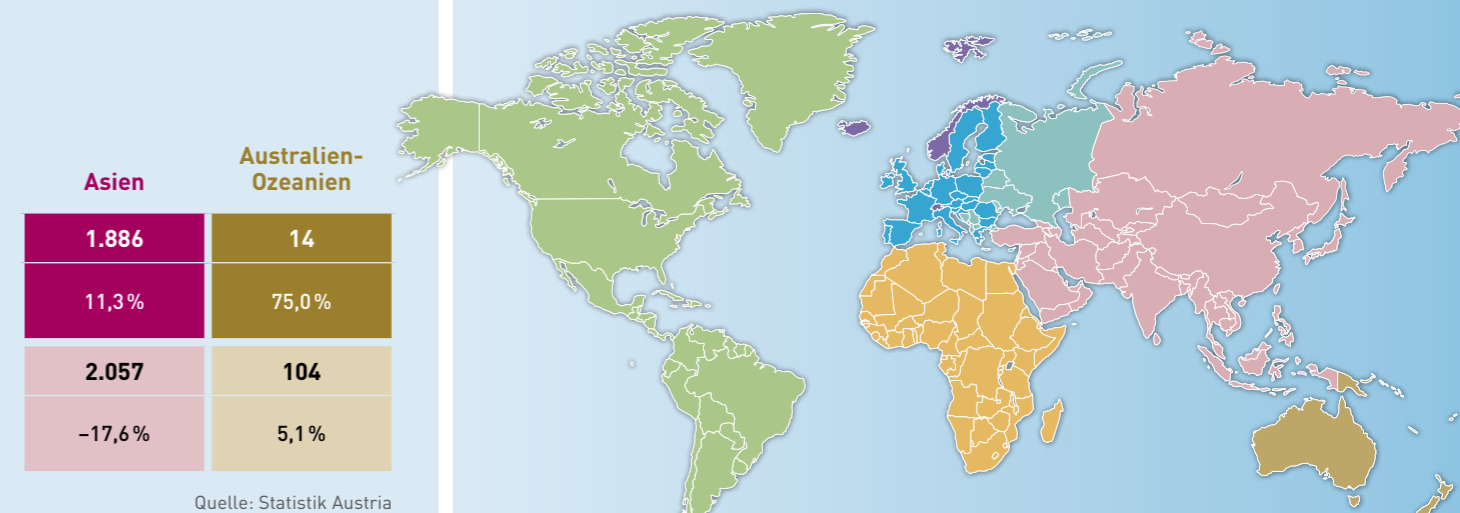 Asien
Australien-
Ozeanien
1.886 14
11,3 % 75,0 %
2.057 104
–17,6 % 5,1 %
Quelle: Statistik Austria